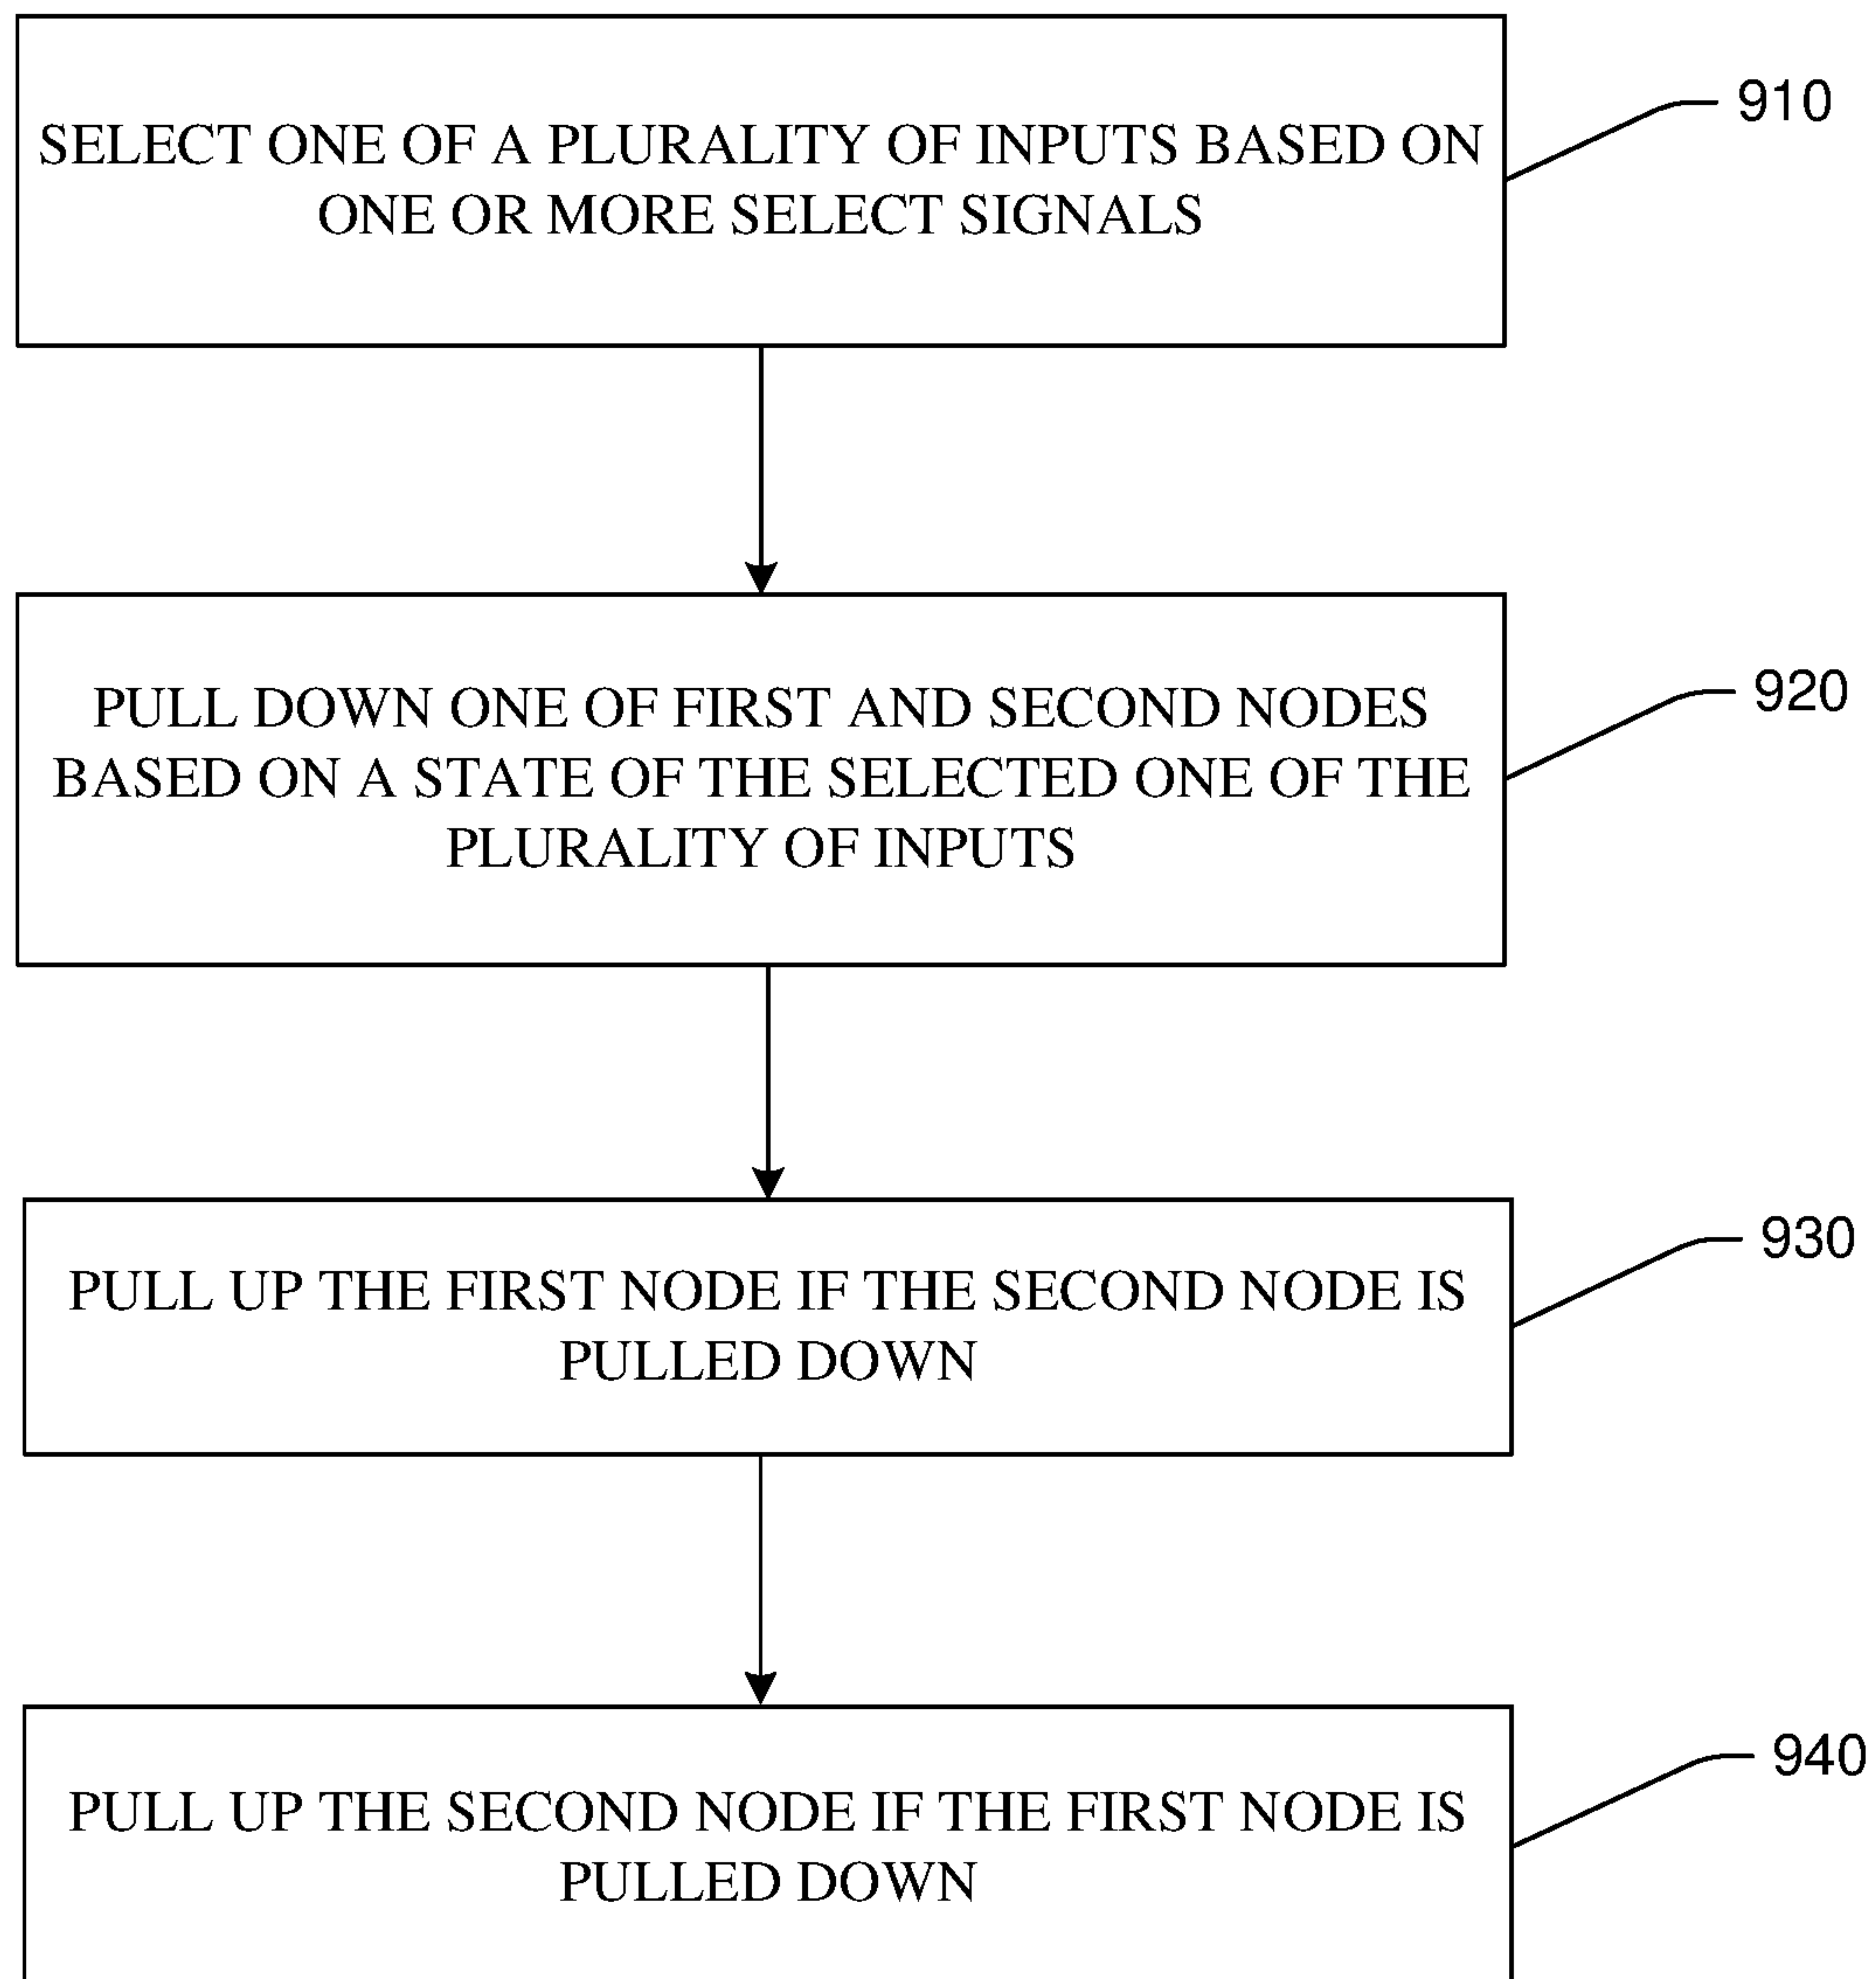 SELECT ONE OF A PLURALITY OF INPUTS BASED ON
ONE OR MORE SELECT SIGNALS
910
PULL DOWN ONE OF FIRST AND SECOND NODES
BASED ON A STATE OF THE SELECTED ONE OF THE
PLURALITY OF INPUTS
920
PULL UP THE FIRST NODE IF THE SECOND NODE IS
PULLED DOWN
930
PULL UP THE SECOND NODE IF THE FIRST NODE IS
PULLED DOWN
940